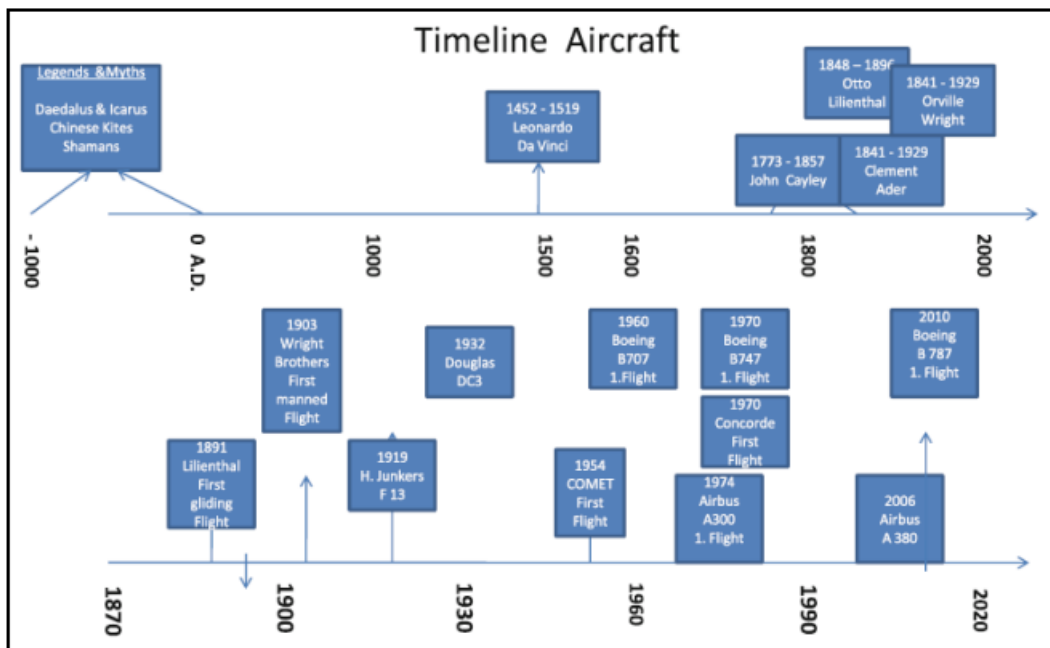 Timeline Aircraft
Legends &Myths
Daedalus & Icarus
Chinese Kites
Shamans
1452 - 1519
Leonardo
Da Vinci
1773 - 1857
John Cayley
1848 – 1896
Otto
Lilienthal
1841 - 1929
Clement
Ader
1841 - 1929
Orville
Wright
- 1000
0 A.D.
1000
1500
1600
1800
2000
1891
Lilienthal
First
gliding
Flight
1903
Wright
Brothers
First
manned
Flight
1919
H. Junkers
F 13
1932
Douglas
DC3
1954
COMET
First
Flight
1960
Boeing
B707
1.Flight
1970
Boeing
B747
1. Flight
1970
Concorde
First
Flight
1974
Airbus
A300
1. Flight
2006
Airbus
A 380
2010
Boeing
B 787
1. Flight
1870
1900
1930
1960
1990
2020